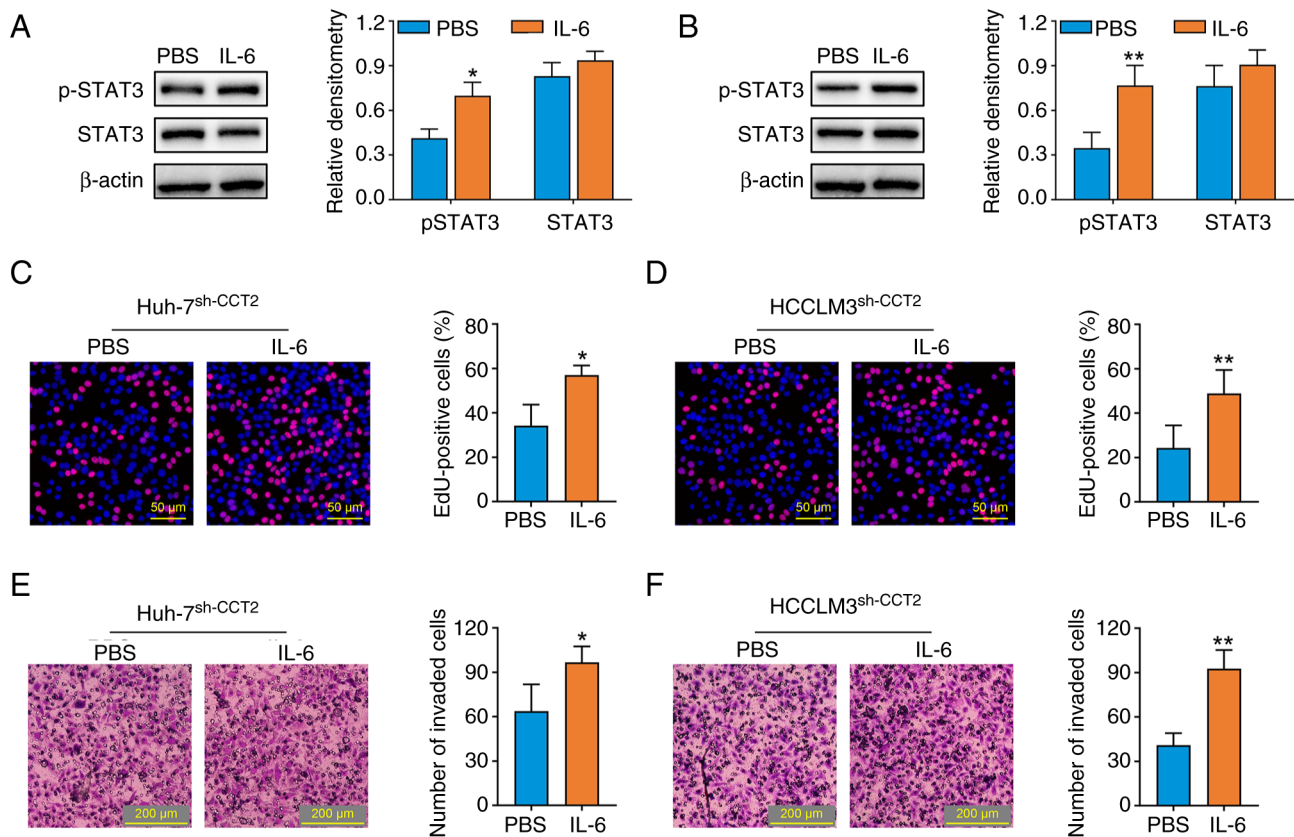 A
PBS IL-6
p-STAT3
STAT3
β-actin
Relative densitometry
1.2
0.9
0.6
0.3
0.0
PBS IL-6
*
pSTAT3 STAT3
B
PBS IL-6
p-STAT3
STAT3
β-actin
Relative densitometry
1.2
0.9
0.6
0.3
0.0
PBS IL-6
**
pSTAT3 STAT3
C
Huh-7sh-CCT2
PBS IL-6
50 µm 50 µm
EdU-positive cells (%)
80
60
40
20
0
*
PBS IL-6
D
HCCLM3sh-CCT2
PBS IL-6
50 µm 50 µm
EdU-positive cells (%)
80
60
40
20
0
**
PBS IL-6
E
Huh-7sh-CCT2
PBS IL-6
200 µm 200 µm
Number of invaded cells
120
90
60
30
0
*
PBS IL-6
F
HCCLM3sh-CCT2
PBS IL-6
200 µm 200 µm
Number of invaded cells
120
90
60
30
0
**
PBS IL-6